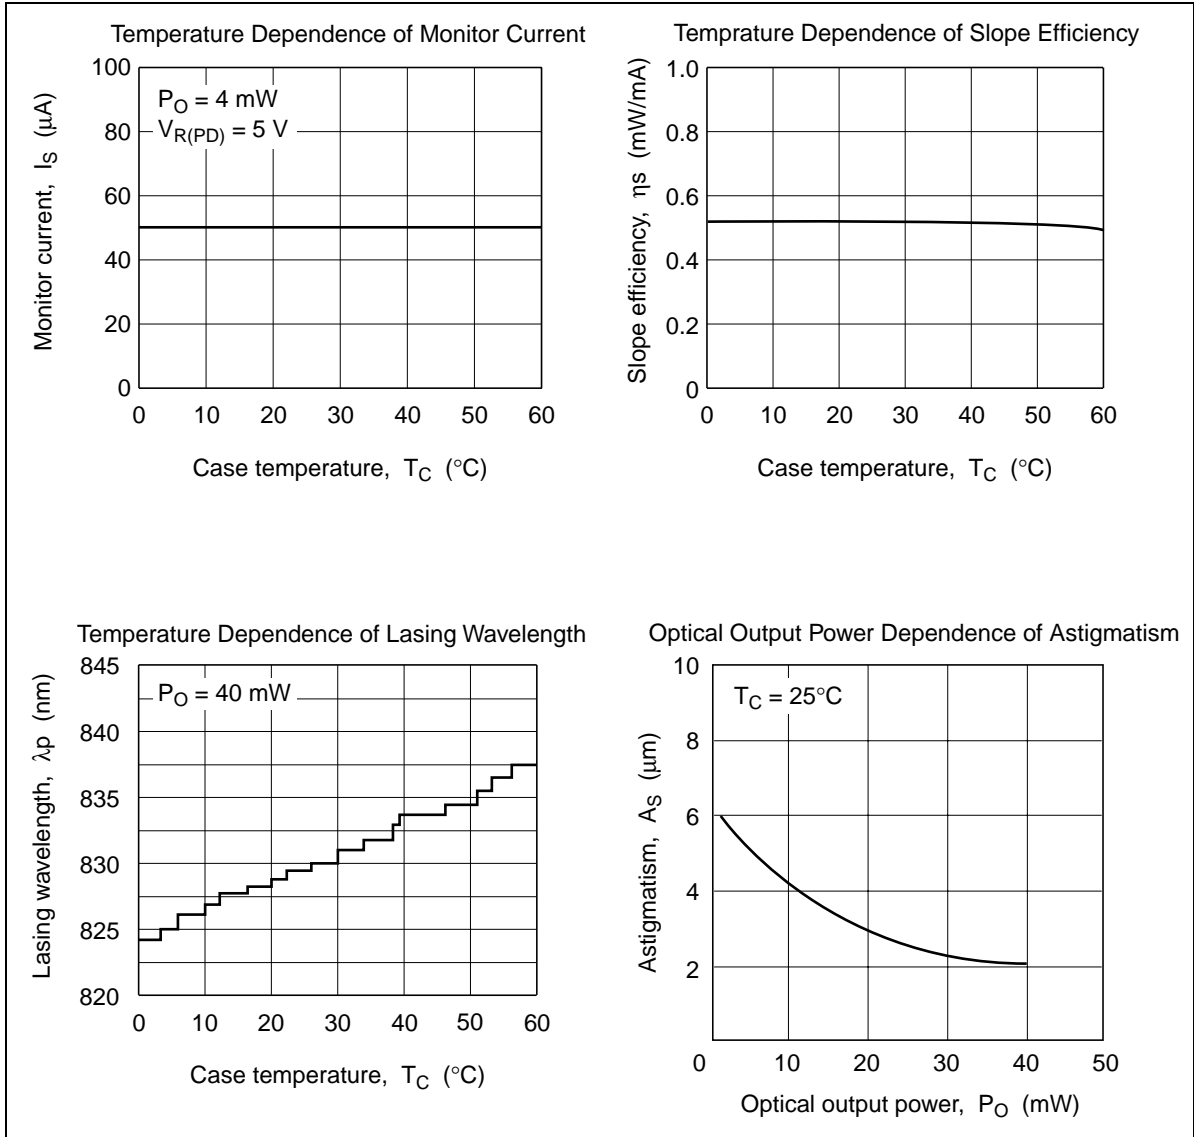 Temperature Dependence of Monitor Current
100
80
60
40
20
0
Monitor current, I_S (μA)
P_O = 4 mW
V_R(PD) = 5 V
0 10 20 30 40 50 60
Case temperature, T_C (°C)
Temprature Dependence of Slope Efficiency
1.0
0.8
0.6
0.4
0.2
0
Slope efficiency, ηs (mW/mA)
0 10 20 30 40 50 60
Case temperature, T_C (°C)
Temperature Dependence of Lasing Wavelength
845
840
835
830
825
820
Lasing wavelength, λp (nm)
P_O = 40 mW
0 10 20 30 40 50 60
Case temperature, T_C (°C)
Optical Output Power Dependence of Astigmatism
10
8
6
4
2
Astigmatism, A_S (μm)
T_C = 25°C
0 10 20 30 40 50
Optical output power, P_O (mW)